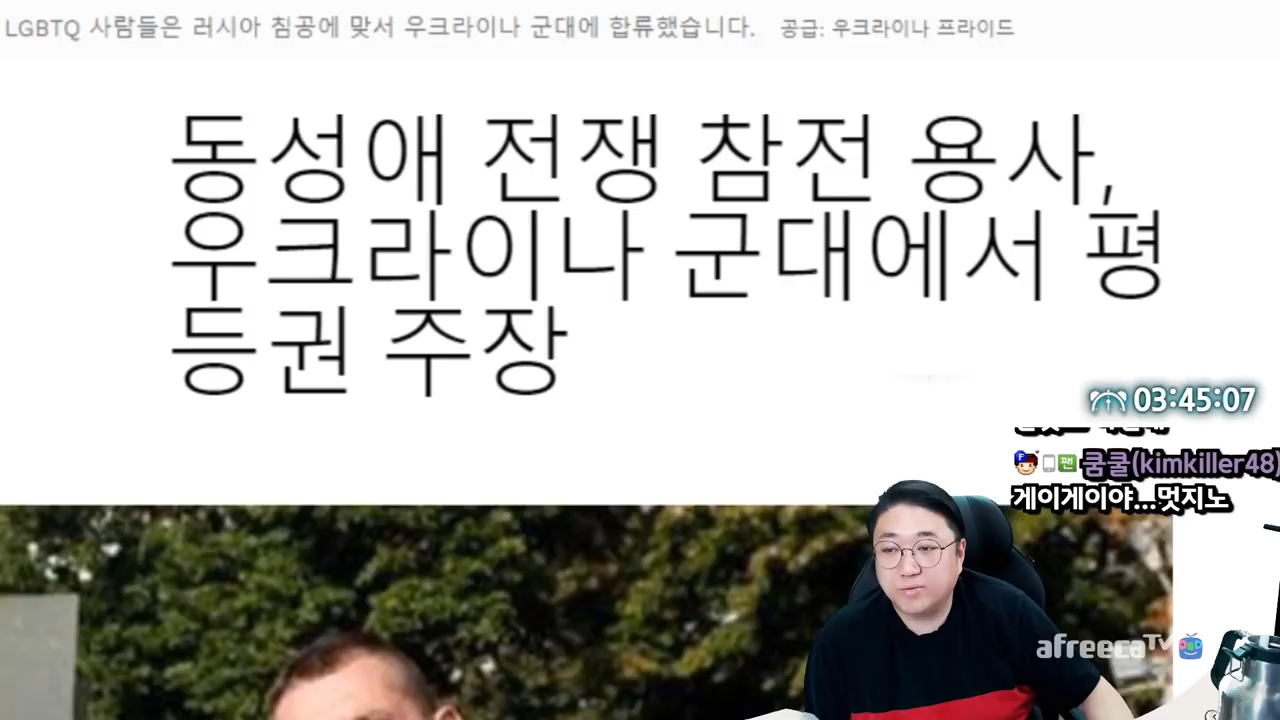 LGBTQ 사람들은 러시아 침공에 맞서 우크라이나 군대에 합류했습니다. 공급: 우크라이나 프라이드
동성애 전쟁 참전 용사,
우크라이나 군대에서 평
등권 주장
03:45:07
F 팬 쿰쿨(kimkiller48)
게이게이야...멋지노
afreecaTV